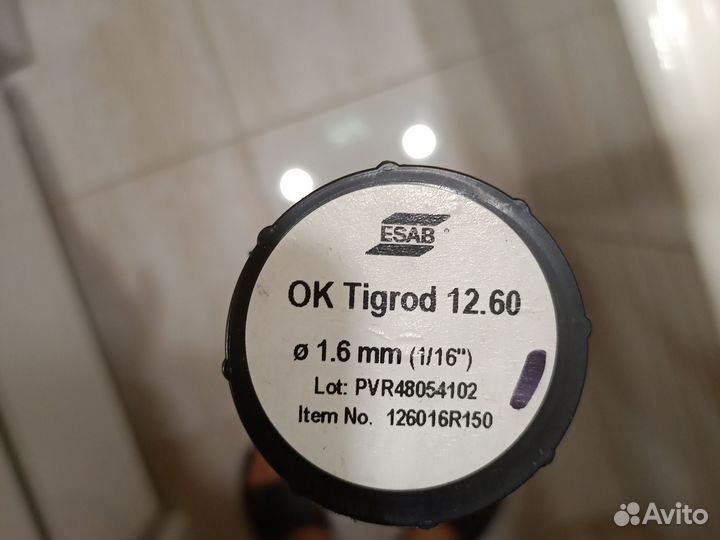 ESAB
OK Tigrod 12.60
ø 1.6 mm (1/16")
Lot: PVR48054102
Item No. 126016R150
Avito